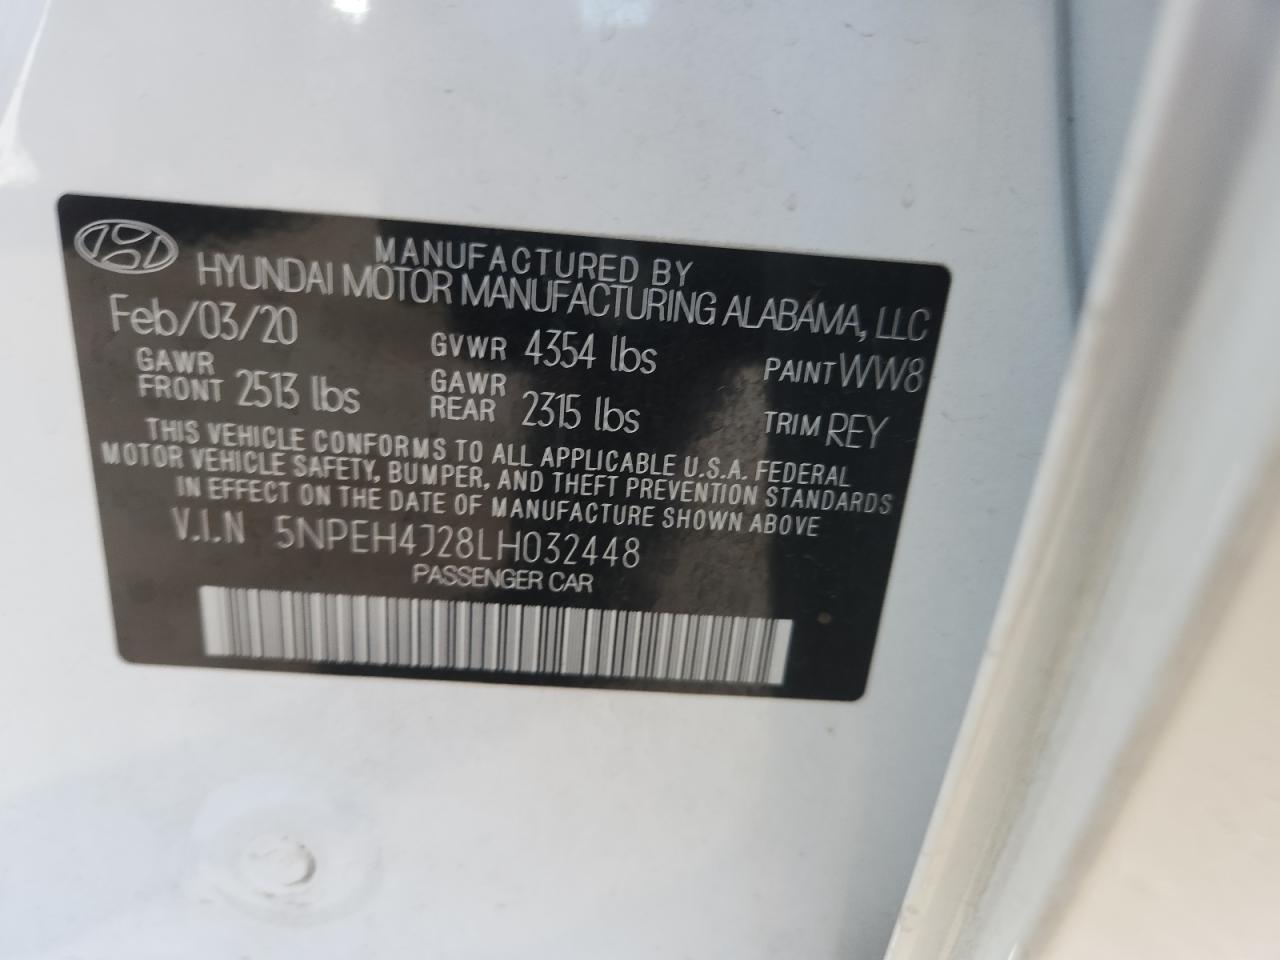 MANUFACTURED BY
HYUNDAI MOTOR MANUFACTURING ALABAMA, LLC
Feb/03/20 GVWR 4354 lbs PAINT WW8
GAWR FRONT 2513 lbs GAWR REAR 2315 lbs TRIM REY
THIS VEHICLE CONFORMS TO ALL APPLICABLE U.S.A. FEDERAL
MOTOR VEHICLE SAFETY, BUMPER, AND THEFT PREVENTION STANDARDS
IN EFFECT ON THE DATE OF MANUFACTURE SHOWN ABOVE
V.I.N 5NPEH4J28LH032448
PASSENGER CAR